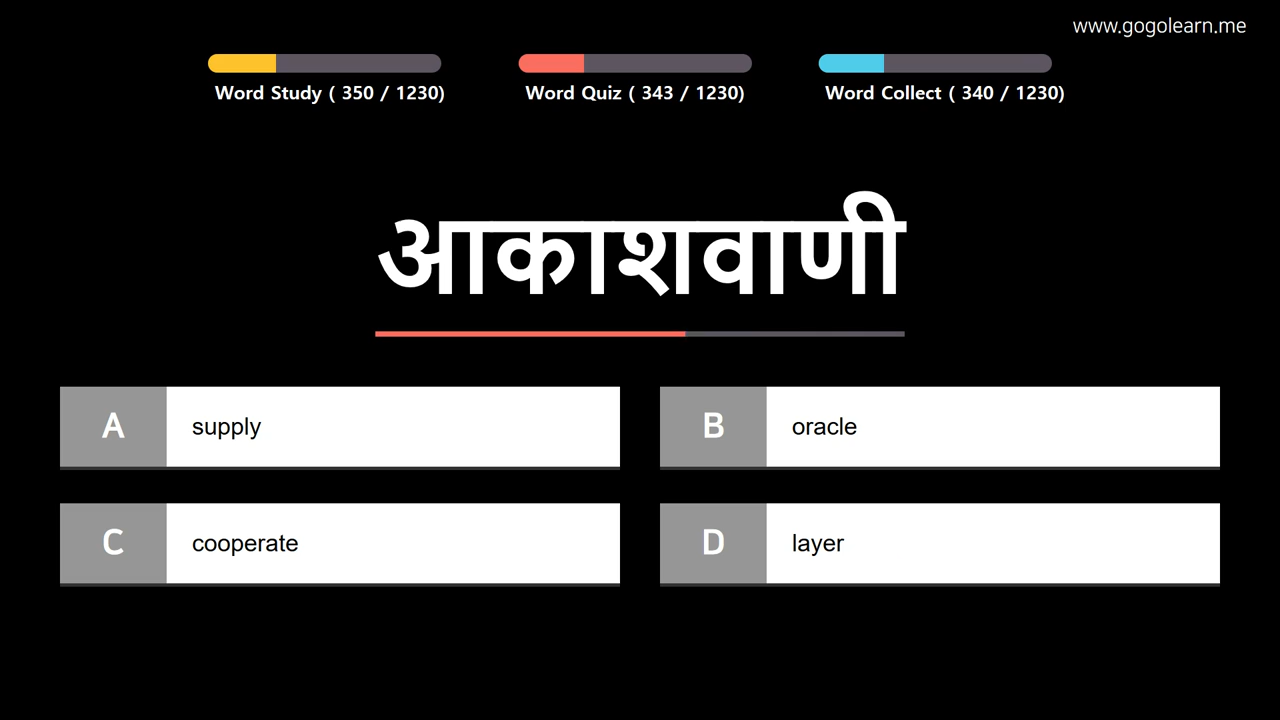 www.gogolearn.me
Word Study ( 350 / 1230)
Word Quiz ( 343 / 1230)
Word Collect ( 340 / 1230)
आकाशवाणी
A supply
B oracle
C cooperate
D layer